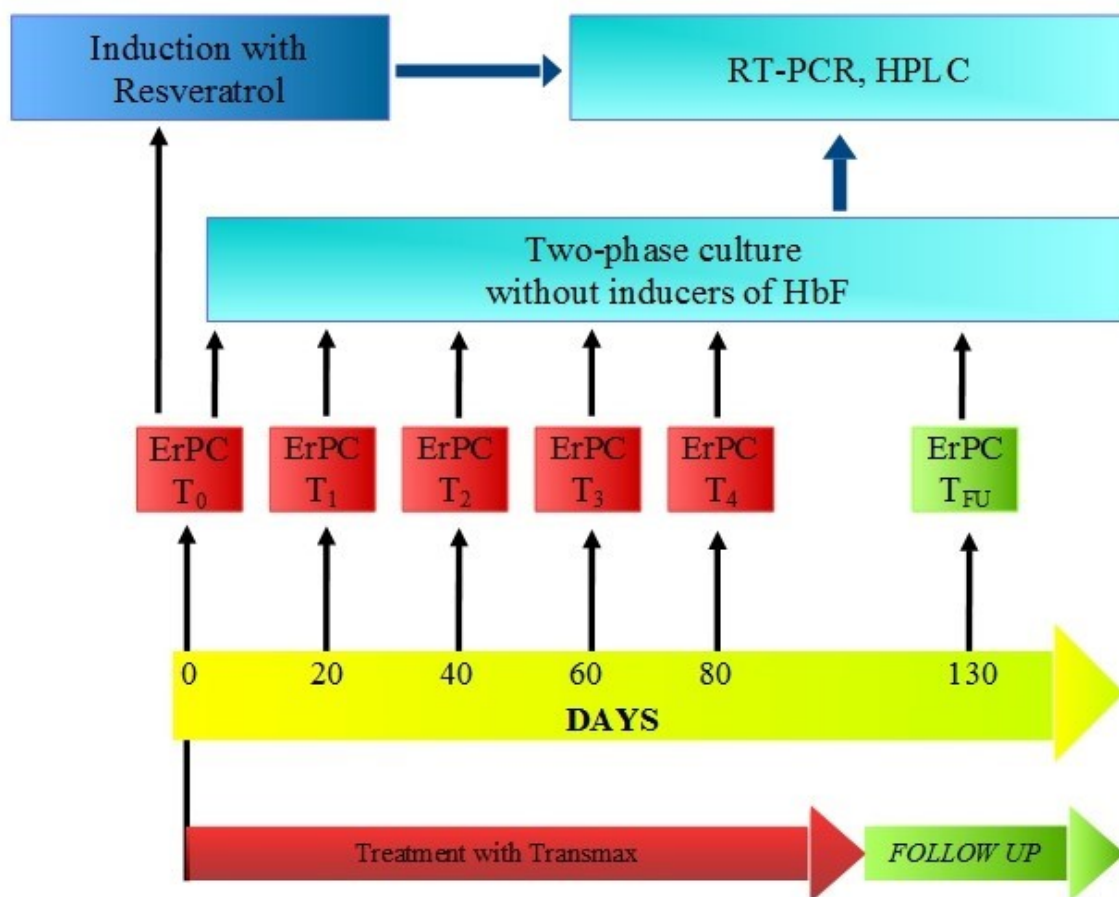 Induction with
Resveratrol
RT-PCR, HPLC
Two-phase culture
without inducers of HbF
ErPC
T₀
ErPC
T₁
ErPC
T₂
ErPC
T₃
ErPC
T₄
ErPC
T_FU
0 20 40 60 80 130
DAYS
Treatment with Transmax
FOLLOW UP